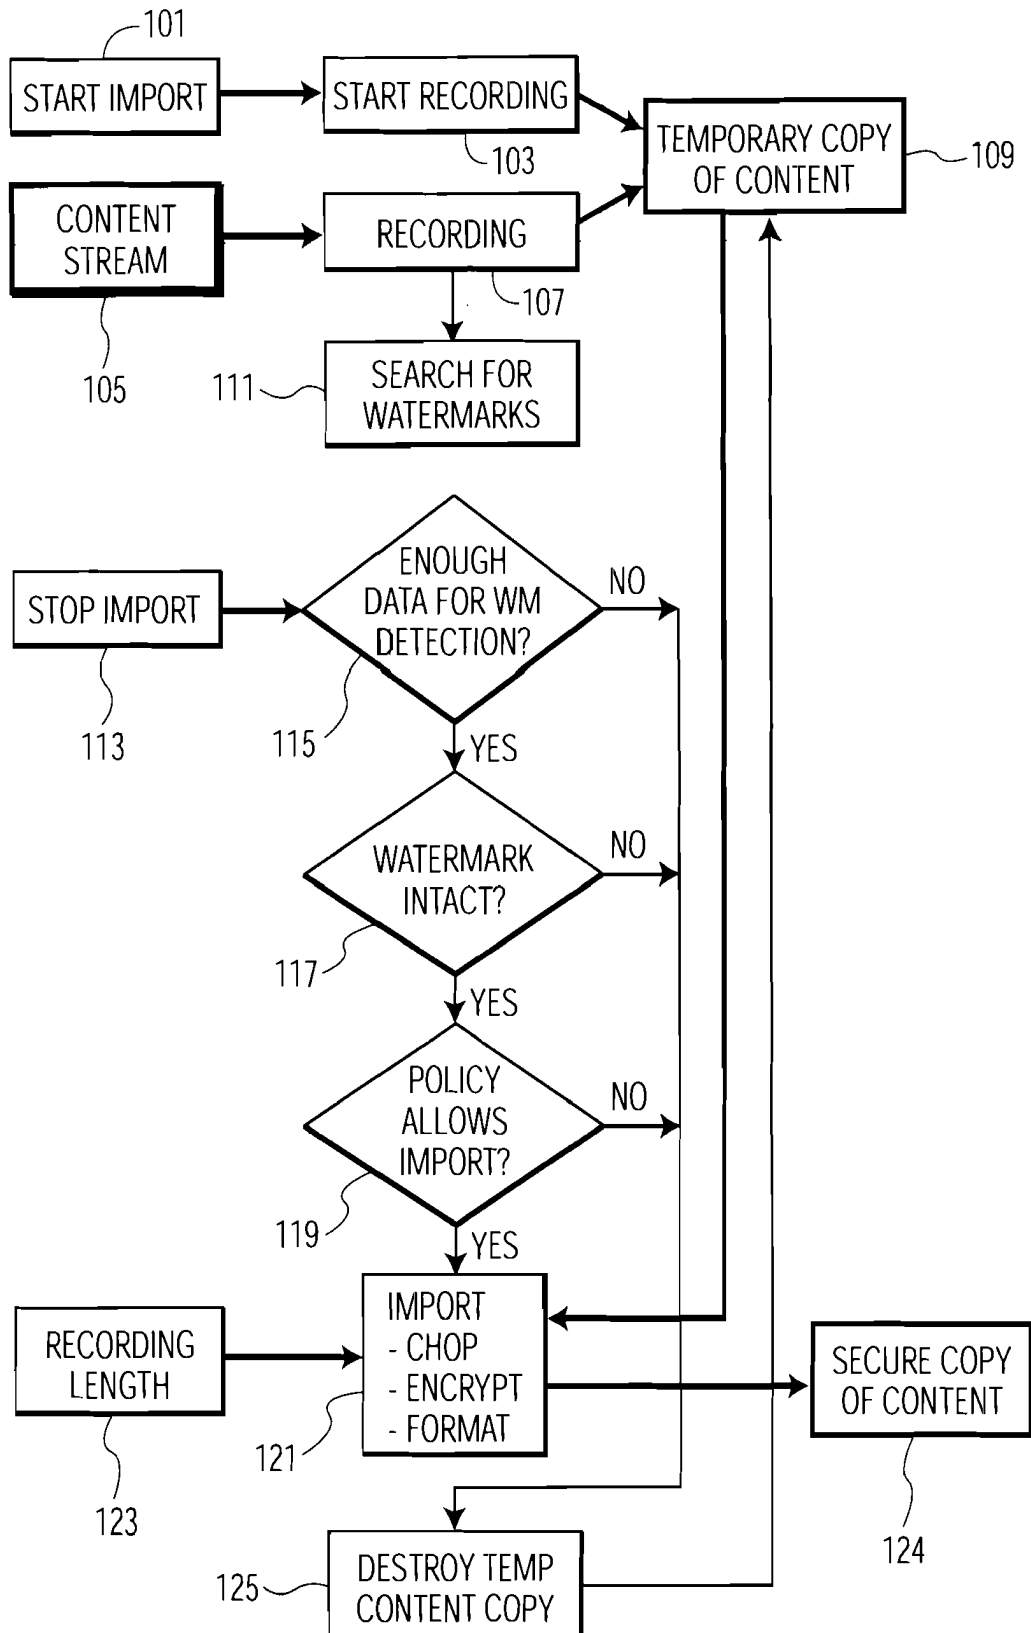 101
START IMPORT
START RECORDING
103
TEMPORARY COPY
OF CONTENT
109
CONTENT
STREAM
105
RECORDING
107
111
SEARCH FOR
WATERMARKS
STOP IMPORT
113
ENOUGH
DATA FOR WM
DETECTION?
115
NO
YES
WATERMARK
INTACT?
117
NO
YES
POLICY
ALLOWS
IMPORT?
119
NO
YES
RECORDING
LENGTH
123
IMPORT
- CHOP
- ENCRYPT
- FORMAT
121
SECURE COPY
OF CONTENT
124
125
DESTROY TEMP
CONTENT COPY